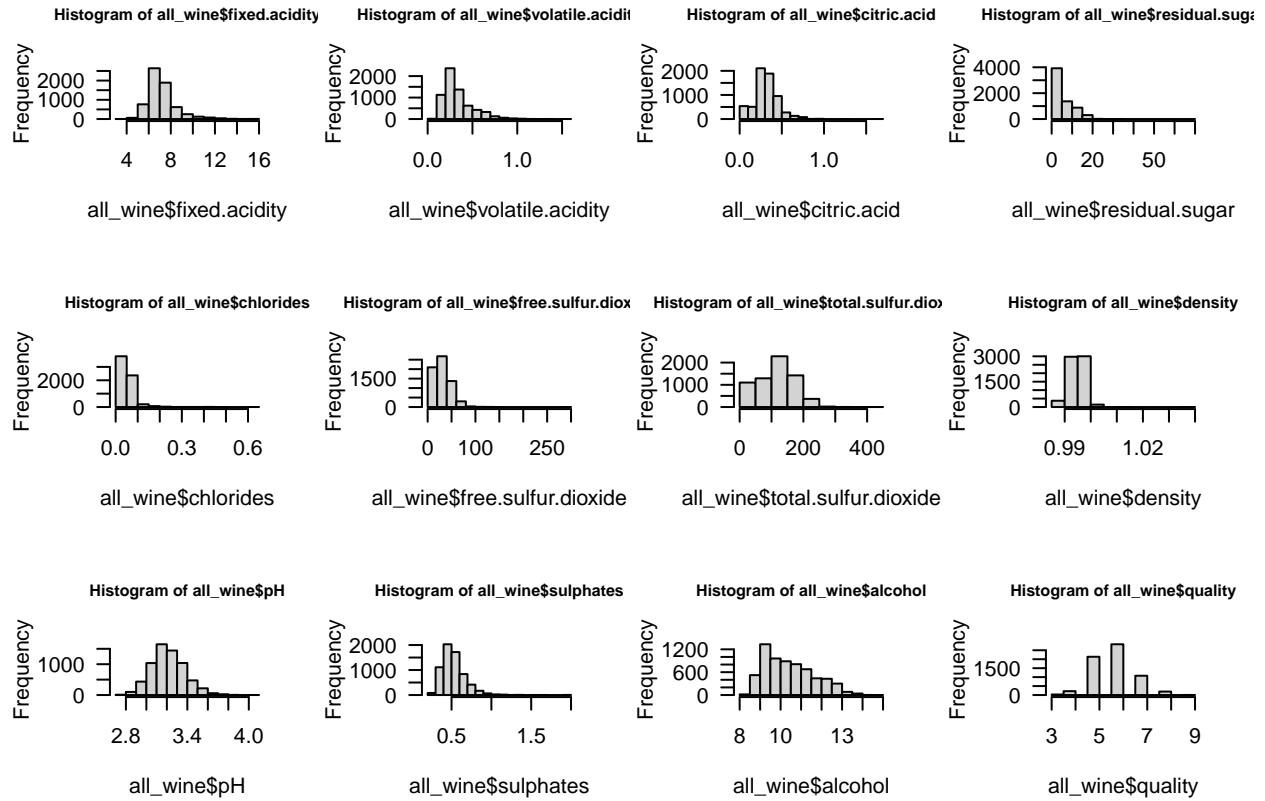 Histogram of all_wine$fixed.acidity
Frequency
2000
1000
0
4 8 12 16
all_wine$fixed.acidity
Histogram of all_wine$volatile.acidit
Frequency
2000
1000
0
0.0 1.0
all_wine$volatile.acidity
Histogram of all_wine$citric.acid
Frequency
2000
1000
0
0.0 1.0
all_wine$citric.acid
Histogram of all_wine$residual.suga
Frequency
4000
2000
0
0 20 50
all_wine$residual.sugar
Histogram of all_wine$chlorides
Frequency
2000
0
0.0 0.3 0.6
all_wine$chlorides
Histogram of all_wine$free.sulfur.diox
Frequency
1500
0
0 100 250
all_wine$free.sulfur.dioxide
Histogram of all_wine$total.sulfur.diox
Frequency
2000
1000
0
0 200 400
all_wine$total.sulfur.dioxide
Histogram of all_wine$density
Frequency
3000
1500
0
0.99 1.02
all_wine$density
Histogram of all_wine$pH
Frequency
1000
0
2.8 3.4 4.0
all_wine$pH
Histogram of all_wine$sulphates
Frequency
2000
1000
0
0.5 1.5
all_wine$sulphates
Histogram of all_wine$alcohol
Frequency
1200
600
0
8 10 13
all_wine$alcohol
Histogram of all_wine$quality
Frequency
1500
0
3 5 7 9
all_wine$quality